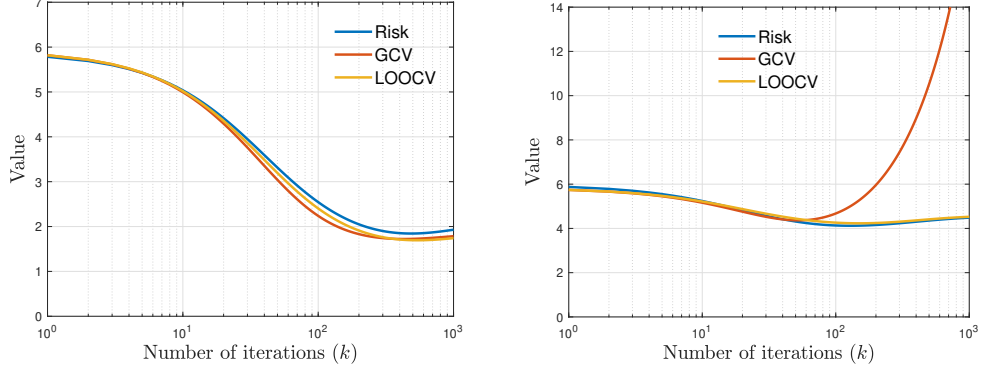 7
6
5
4
3
2
1
0
Value
10^0
10^1
10^2
10^3
Number of iterations (k)
Risk
GCV
LOOCV
14
12
10
8
6
4
2
0
Value
10^0
10^1
10^2
10^3
Number of iterations (k)
Risk
GCV
LOOCV